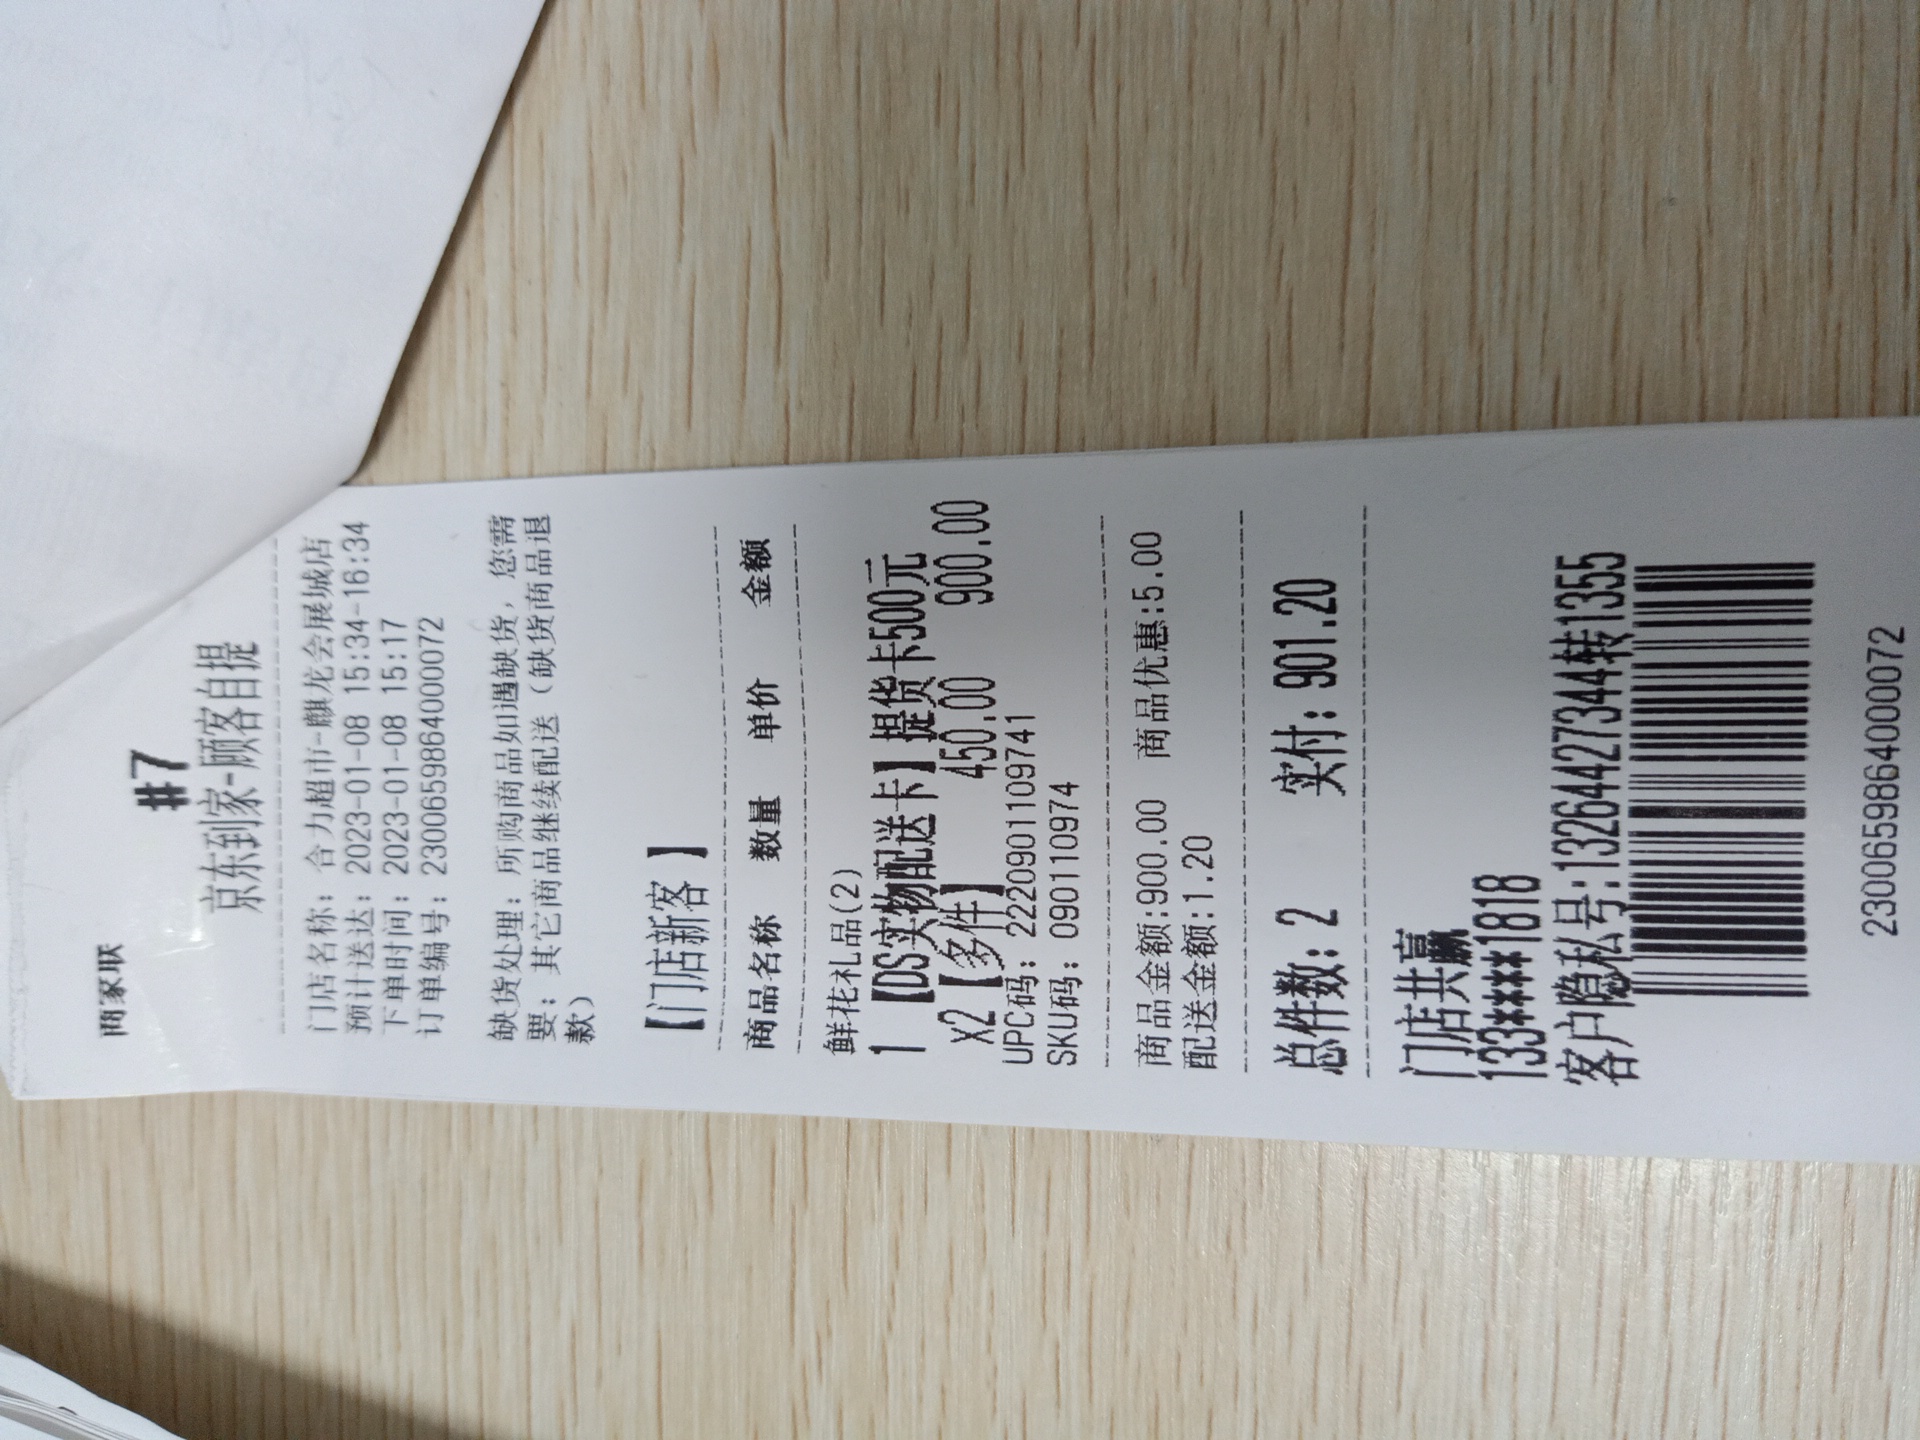 商家联
#7
京东到家-顾客自提
门店名称: 合力超市-麒龙会展城店
预计送达: 2023-01-08 15:34-16:34
下单时间: 2023-01-08 15:17
订单编号: 2300659864000072
缺货处理: 所购商品如遇缺货, 您需
要: 其它商品继续配送 (缺货商品退
款)
【门店新客 】
商品名称 数量 单价 金额
鲜花礼品(2)
1 【DS实物配送卡】提货卡500元
x2【多件】 450.00 900.00
UPC码: 2220901109741
SKU码: 090110974
商品金额:900.00 商品优惠:5.00
配送金额:1.20
总件数: 2 实付: 901.20
门店共赢
133****1818
客户隐私号:13264427344转1355
2300659864000072